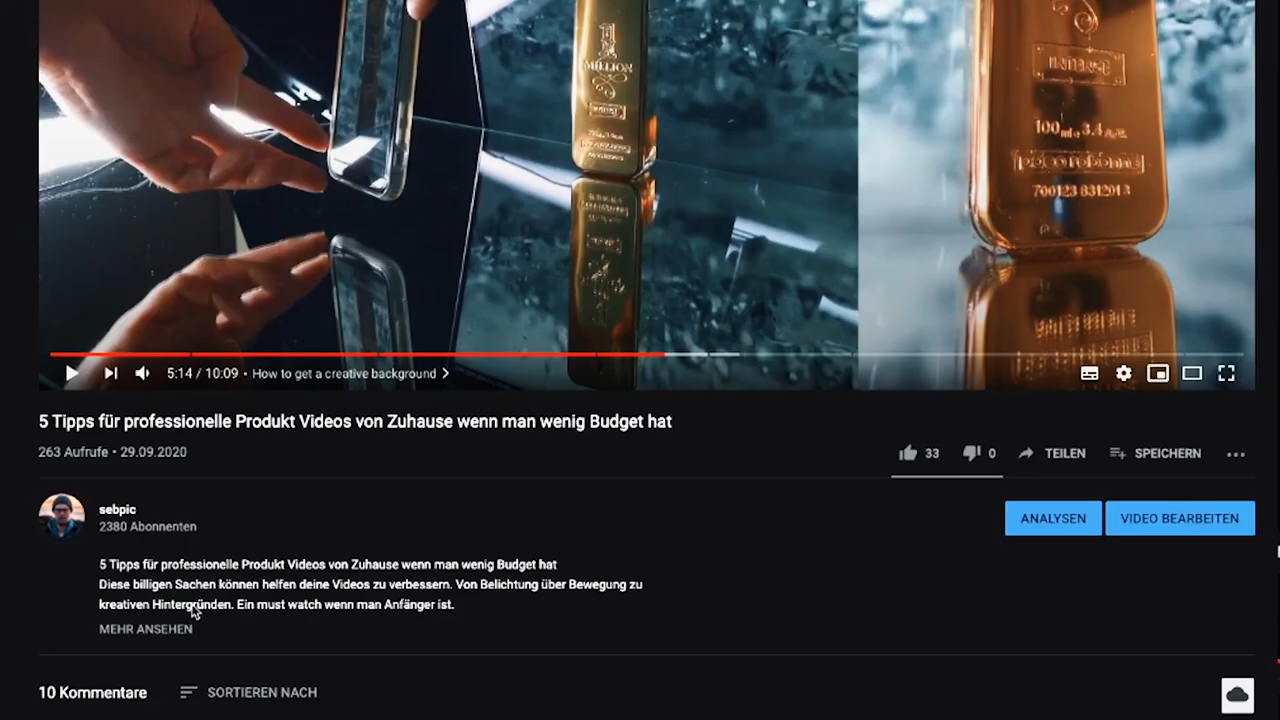 1
MILLION
INTENSE
100 ml e 3.4
paco rabanne
700123 831201 3
5:14 / 10:09 • How to get a creative background
5 Tipps für professionelle Produkt Videos von Zuhause wenn man wenig Budget hat
263 Aufrufe • 29.09.2020
33
0
TEILEN
SPEICHERN
sebpic
2380 Abonnenten
ANALYSEN
VIDEO BEARBEITEN
5 Tipps für professionelle Produkt Videos von Zuhause wenn man wenig Budget hat
Diese billigen Sachen können helfen deine Videos zu verbessern. Von Belichtung über Bewegung zu
kreativen Hintergründen. Ein must watch wenn man Anfänger ist.
MEHR ANSEHEN
10 Kommentare
SORTIEREN NACH